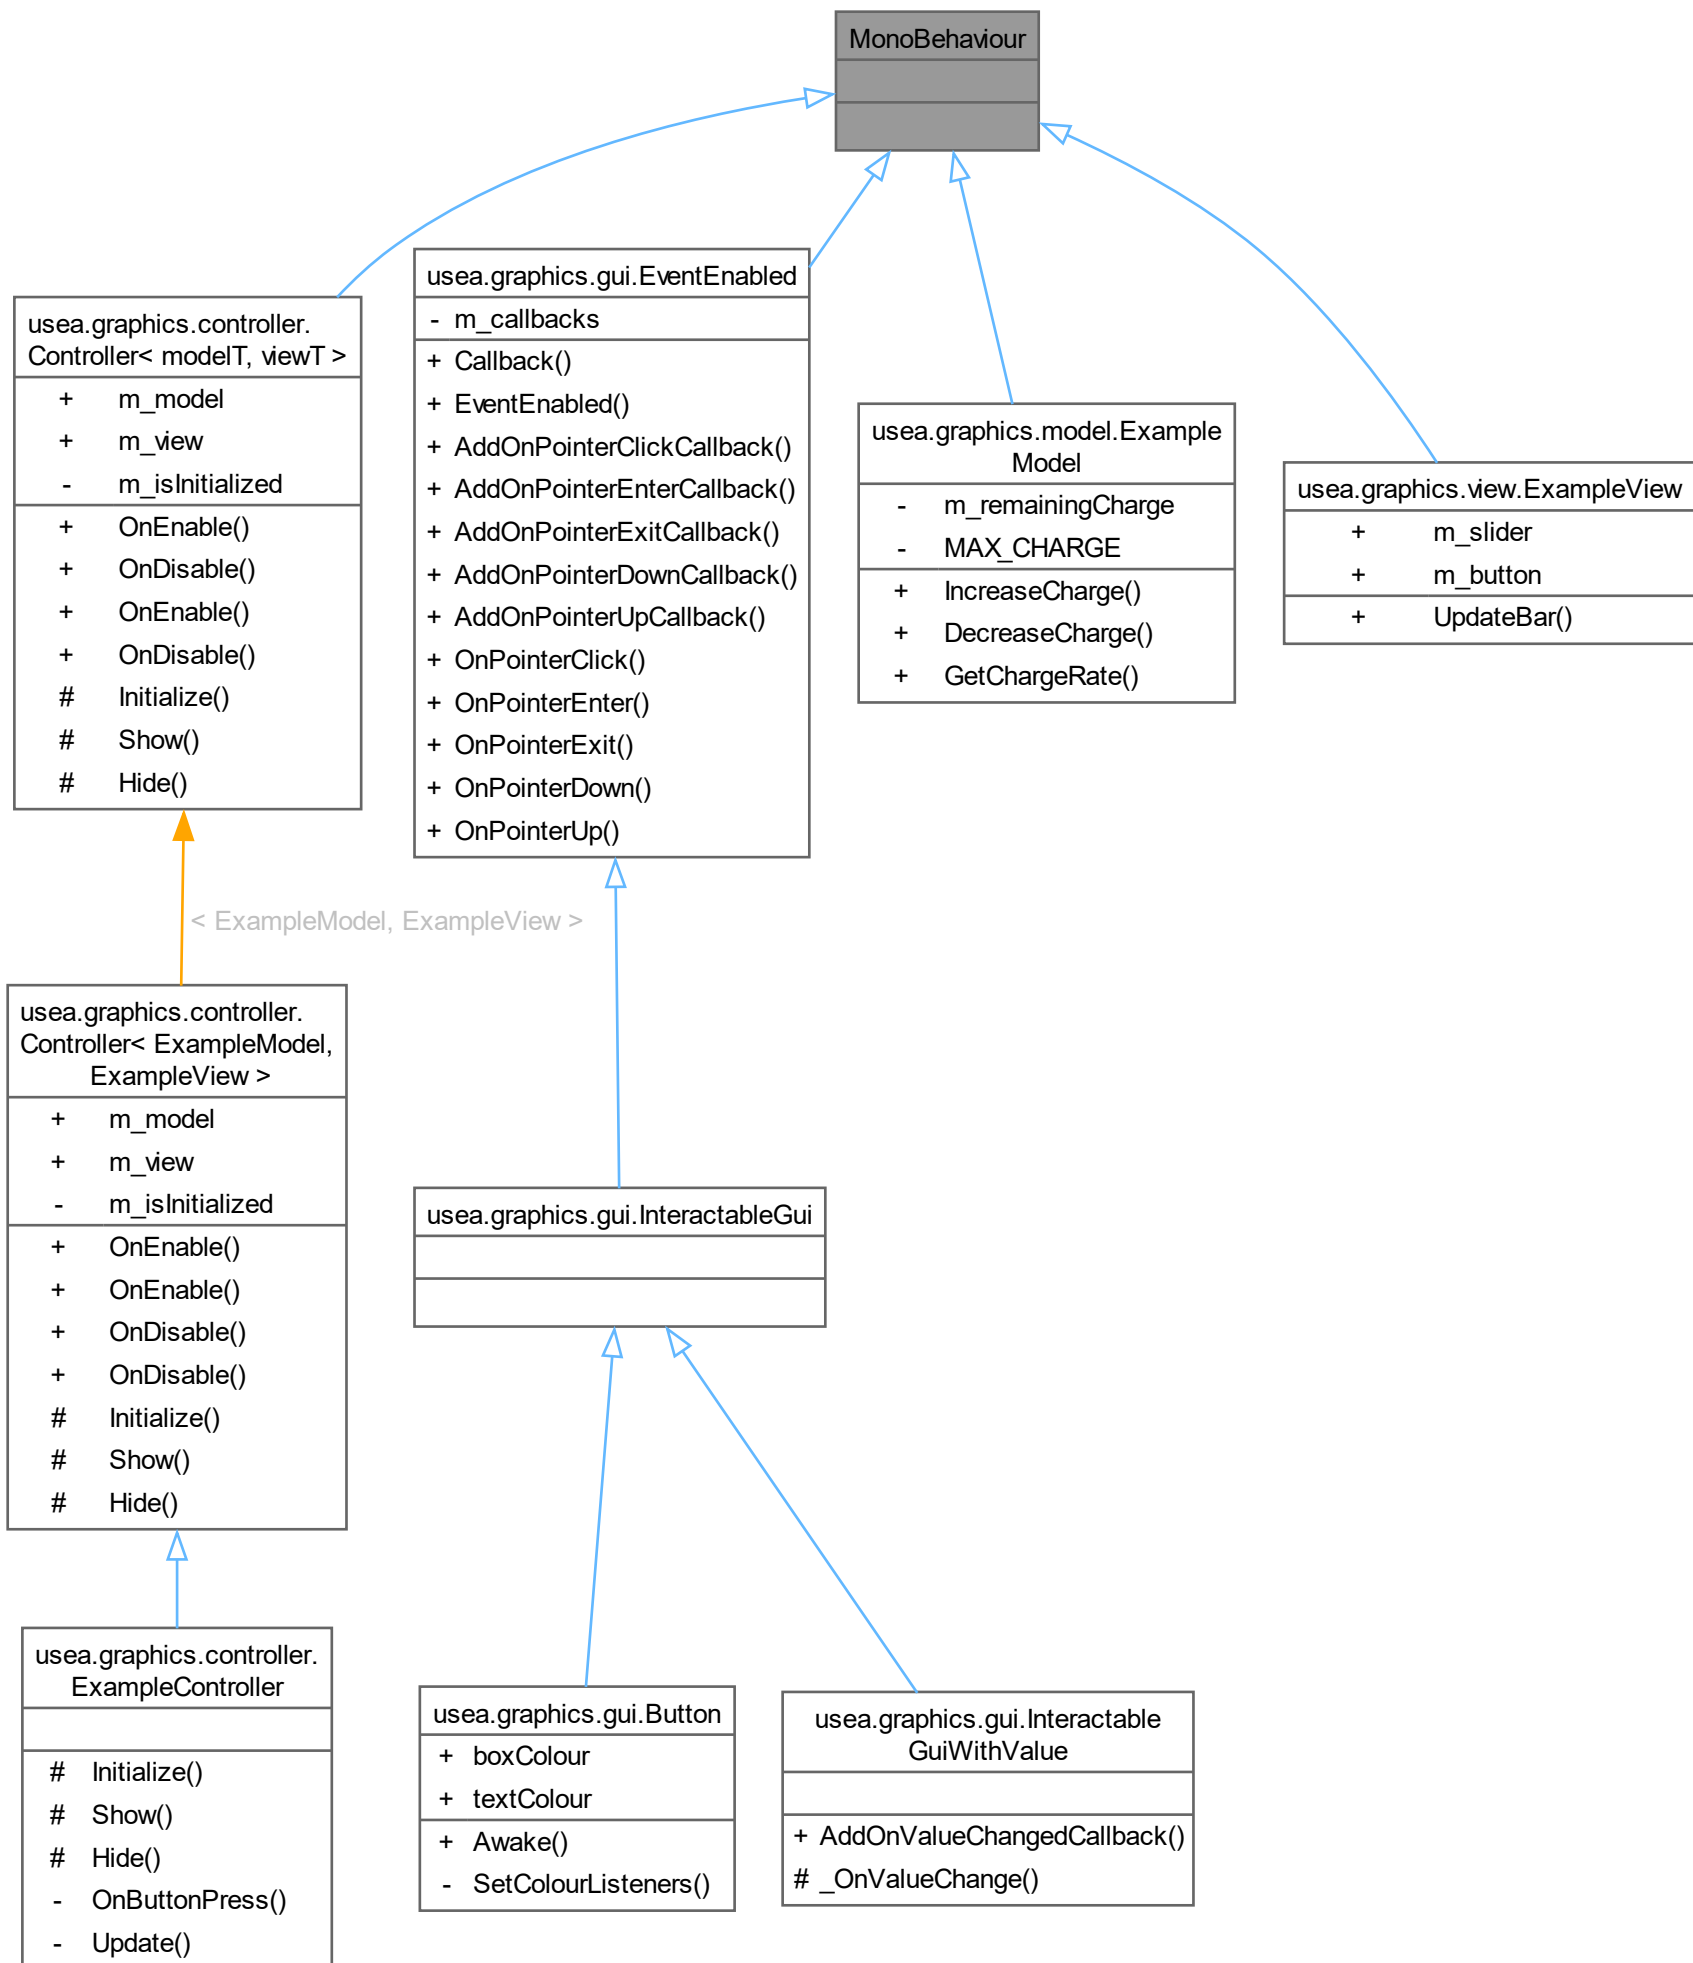 MonoBehaviour
usea.graphics.controller.
Controller< modelT, viewT >
+ m_model
+ m_view
- m_isInitialized
+ OnEnable()
+ OnDisable()
+ OnEnable()
+ OnDisable()
# Initialize()
# Show()
# Hide()
usea.graphics.gui.EventEnabled
- m_callbacks
+ Callback()
+ EventEnabled()
+ AddOnPointerClickCallback()
+ AddOnPointerEnterCallback()
+ AddOnPointerExitCallback()
+ AddOnPointerDownCallback()
+ AddOnPointerUpCallback()
+ OnPointerClick()
+ OnPointerEnter()
+ OnPointerExit()
+ OnPointerDown()
+ OnPointerUp()
usea.graphics.model.Example
Model
- m_remainingCharge
- MAX_CHARGE
+ IncreaseCharge()
+ DecreaseCharge()
+ GetChargeRate()
usea.graphics.view.ExampleView
+ m_slider
+ m_button
+ UpdateBar()
< ExampleModel, ExampleView >
usea.graphics.controller.
Controller< ExampleModel,
ExampleView >
+ m_model
+ m_view
- m_isInitialized
+ OnEnable()
+ OnEnable()
+ OnDisable()
+ OnDisable()
# Initialize()
# Show()
# Hide()
usea.graphics.gui.InteractableGui
usea.graphics.controller.
ExampleController
# Initialize()
# Show()
# Hide()
- OnButtonPress()
- Update()
usea.graphics.gui.Button
+ boxColour
+ textColour
+ Awake()
- SetColourListeners()
usea.graphics.gui.Interactable
GuiWithValue
+ AddOnValueChangedCallback()
# _OnValueChange()